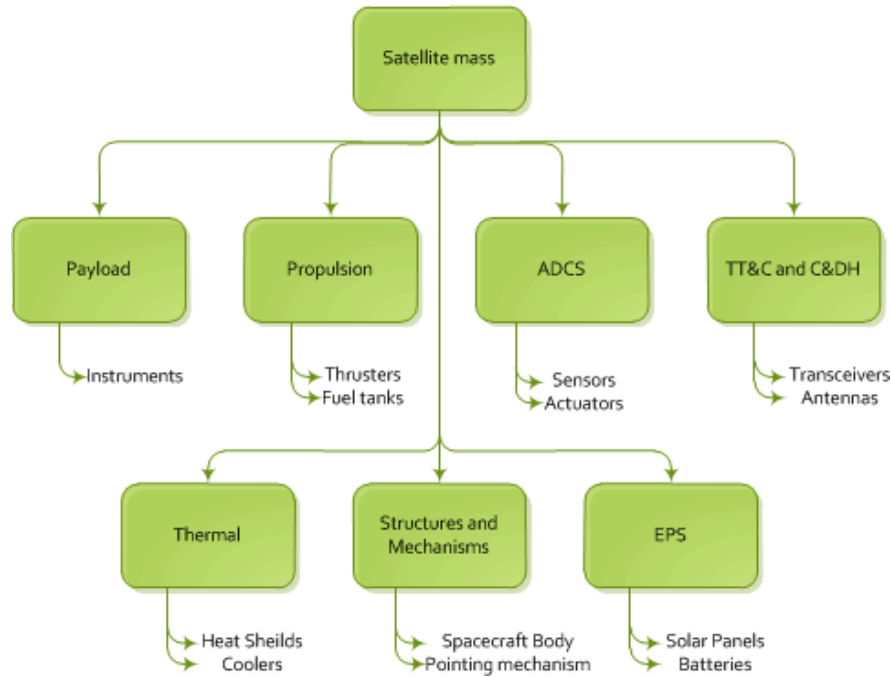 Satellite mass
Payload
Propulsion
ADCS
TT&C and C&DH
Instruments
Thrusters
Fuel tanks
Sensors
Actuators
Transceivers
Antennas
Thermal
Structures and
Mechanisms
EPS
Heat Sheilds
Coolers
Spacecraft Body
Pointing mechanism
Solar Panels
Batteries